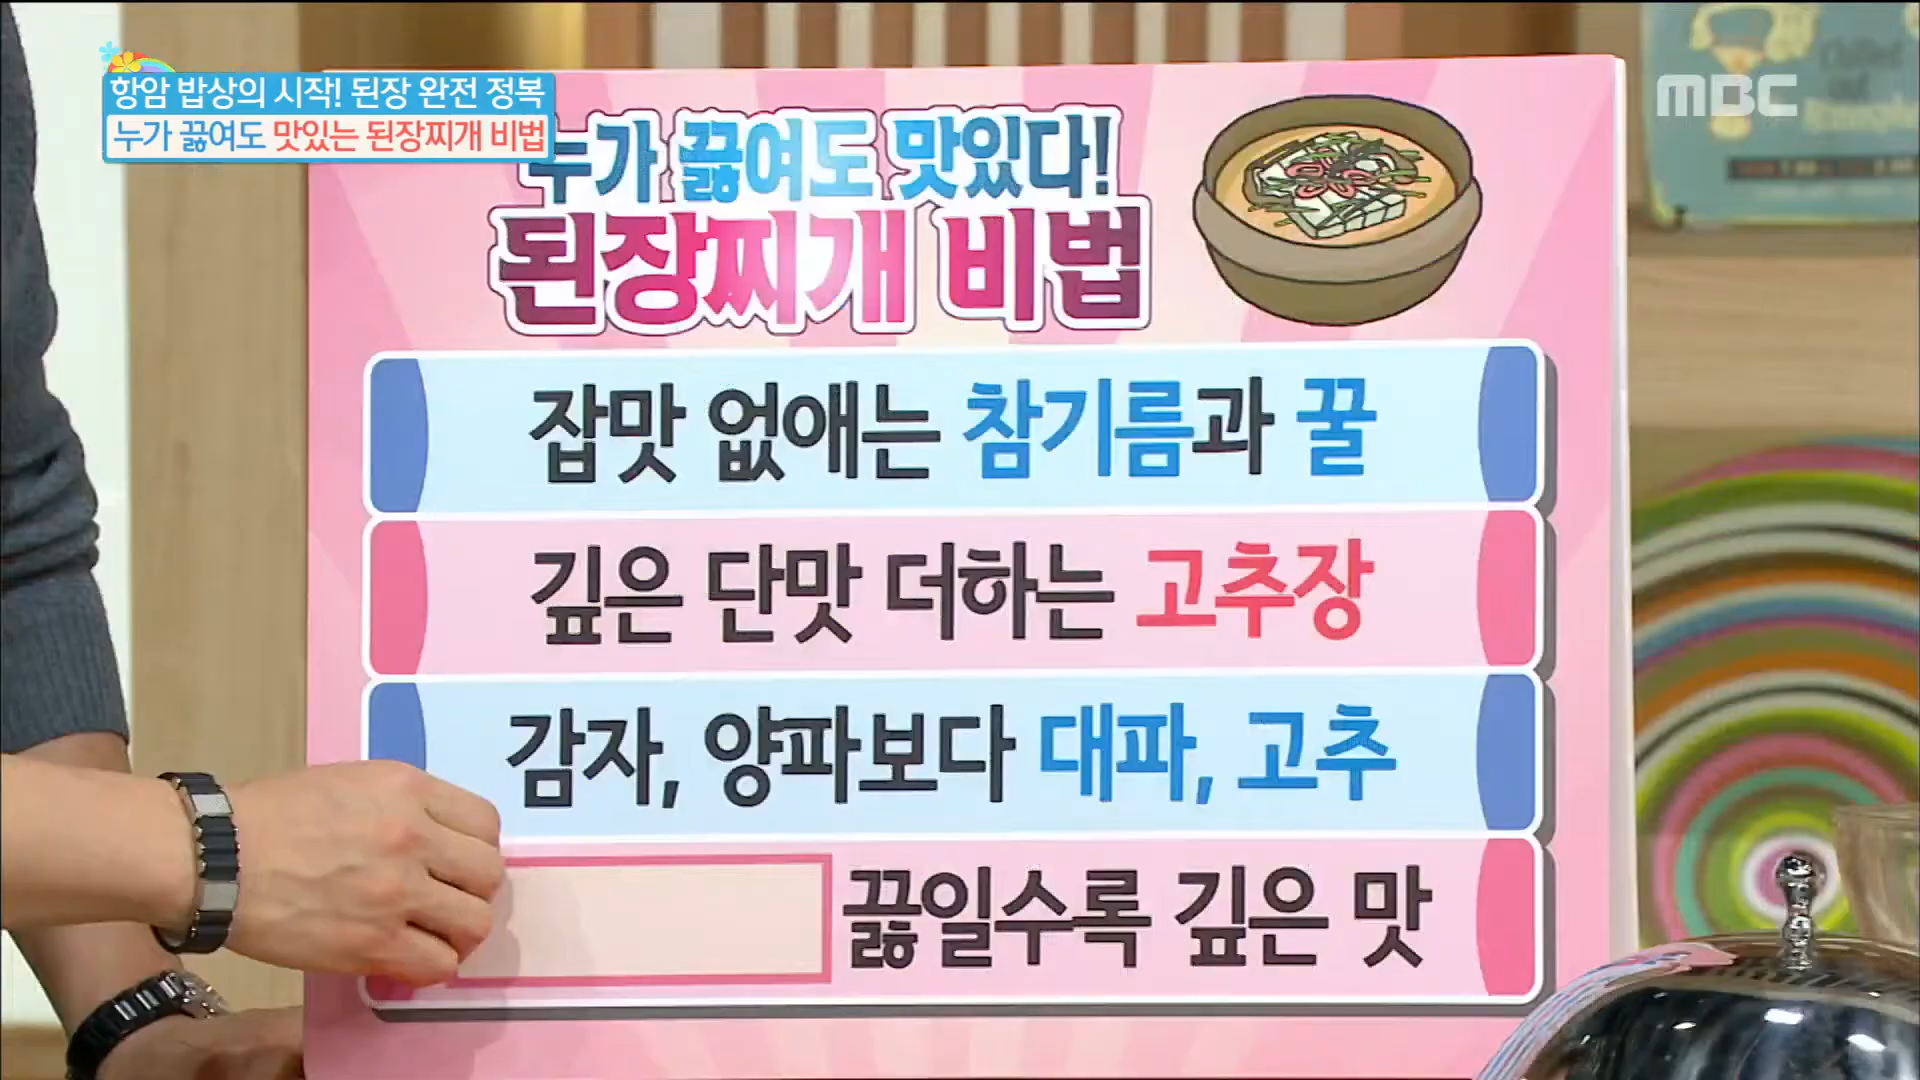 항암 밥상의 시작! 된장 완전 정복
누가 끓여도 맛있는 된장찌개 비법
MBC
누가 끓여도 맛있다!
된장찌개 비법
잡맛 없애는 참기름과 꿀
깊은 단맛 더하는 고추장
감자, 양파보다 대파, 고추
끓일수록 깊은 맛